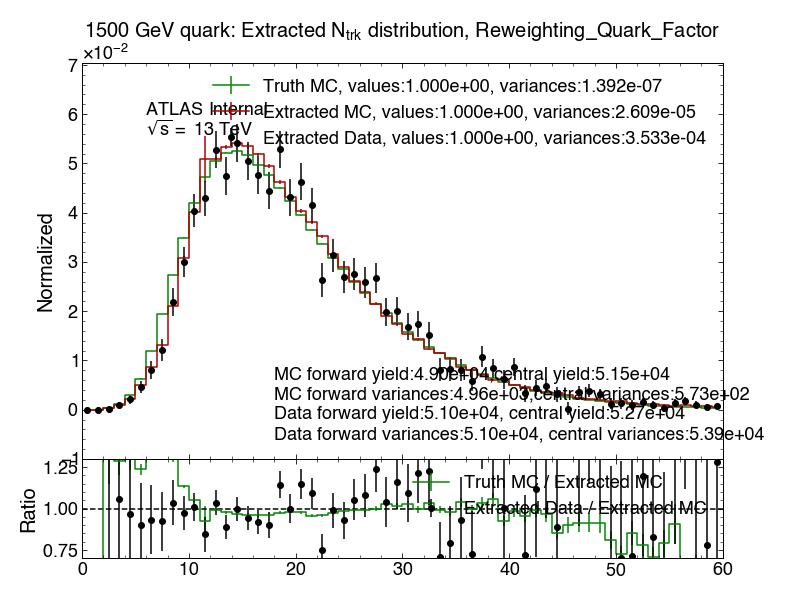 1500 GeV quark: Extracted N_trk distribution, Reweighting_Quark_Factor
×10⁻²
7
Truth MC, values:1.000e+00, variances:1.392e-07
ATLAS Internal
Extracted MC, values:1.000e+00, variances:2.609e-05
6
√s = 13 TeV
Extracted Data, values:1.000e+00, variances:3.533e-04
5
4
Normalized
3
2
1
MC forward yield:4.90e+04,central yield:5.15e+04
MC forward variances:4.96e+03, central variances:5.73e+02
0
Data forward yield:5.10e+04, central yield:5.27e+04
Data forward variances:5.10e+04, central variances:5.39e+04
1
1.25
Truth MC / Extracted MC
Ratio
1.00
Extracted Data / Extracted MC
0.75
0 10 20 30 40 50 60